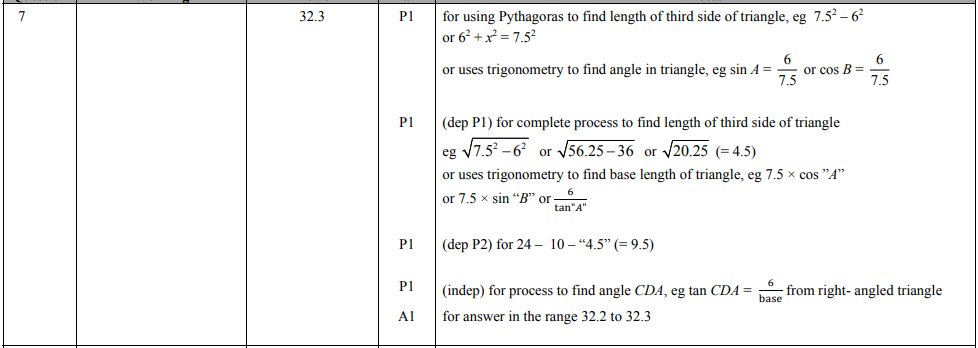 7 32.3 P1 for using Pythagoras to find length of third side of triangle, eg 7.5² – 6²
or 6² + x² = 7.5²
or uses trigonometry to find angle in triangle, eg sin A = 6/7.5 or cos B = 6/7.5
P1 (dep P1) for complete process to find length of third side of triangle
eg √(7.5² – 6²) or √(56.25 – 36) or √20.25 (= 4.5)
or uses trigonometry to find base length of triangle, eg 7.5 × cos ”A”
or 7.5 × sin “B” or 6/tan"A"
P1 (dep P2) for 24 – 10 – “4.5” (= 9.5)
P1 (indep) for process to find angle CDA, eg tan CDA = 6/base from right- angled triangle
A1 for answer in the range 32.2 to 32.3